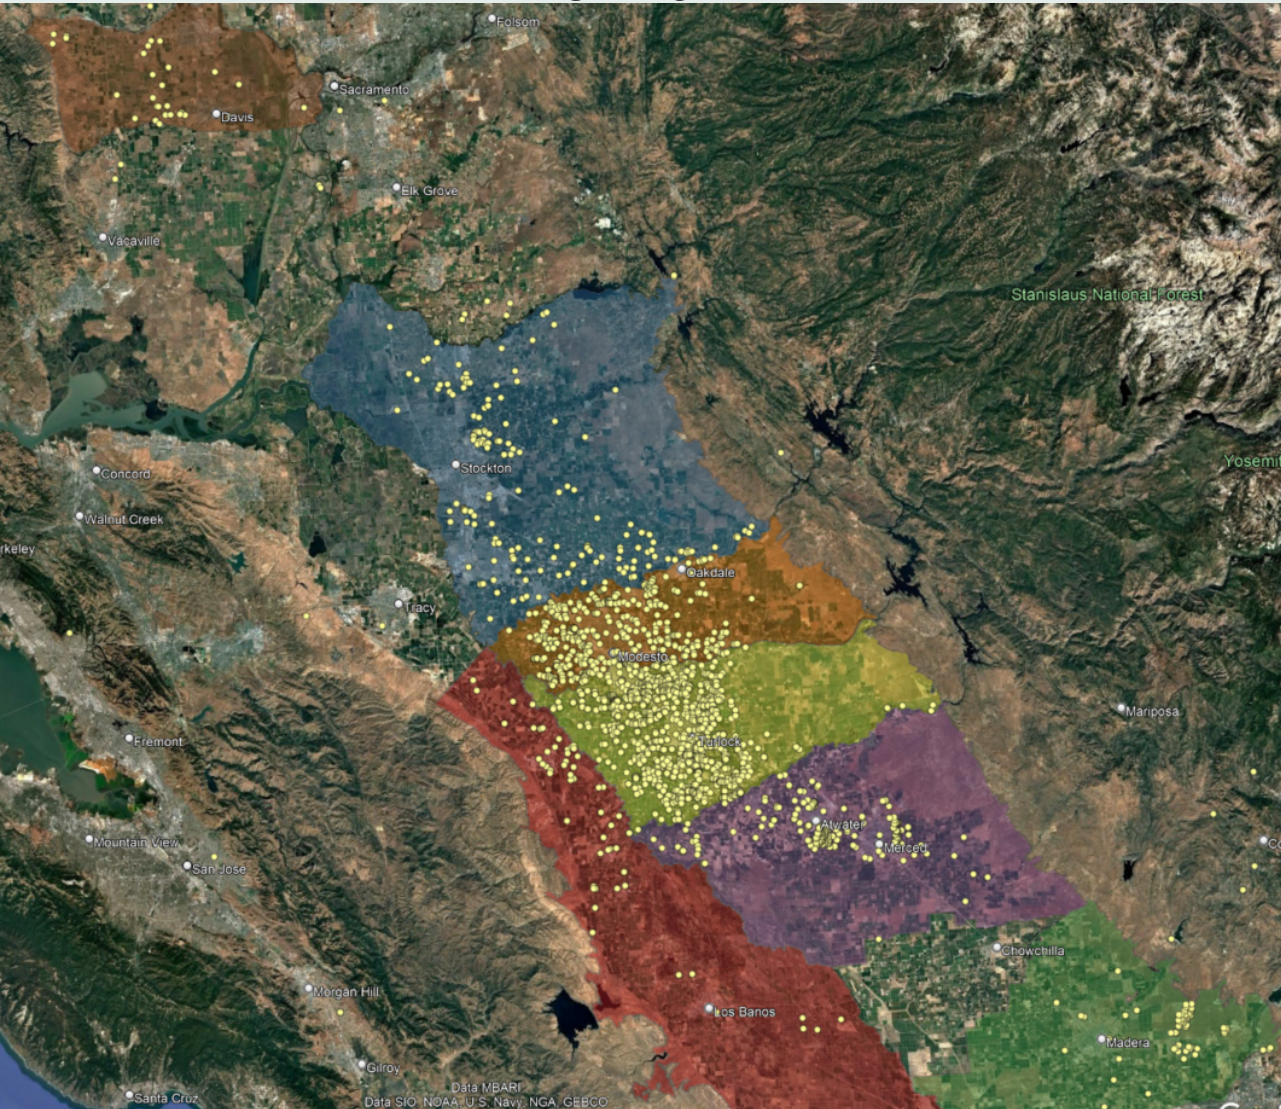 Folsom
Sacramento
Davis
Elk Grove
Vacaville
Stanislaus National Forest
Concord
Stockton
Yosemit
Walnut Creek
rkeley
Oakdale
Tracy
Modesto
Mariposa
Fremont
Turlock
Atwater
Mountain View
Merced
San Jose
Chowchilla
Morgan Hill
Los Banos
Madera
Gilroy
Data MBARI
Santa Cruz
Data SIO, NOAA, U.S. Navy, NGA, GEBCO